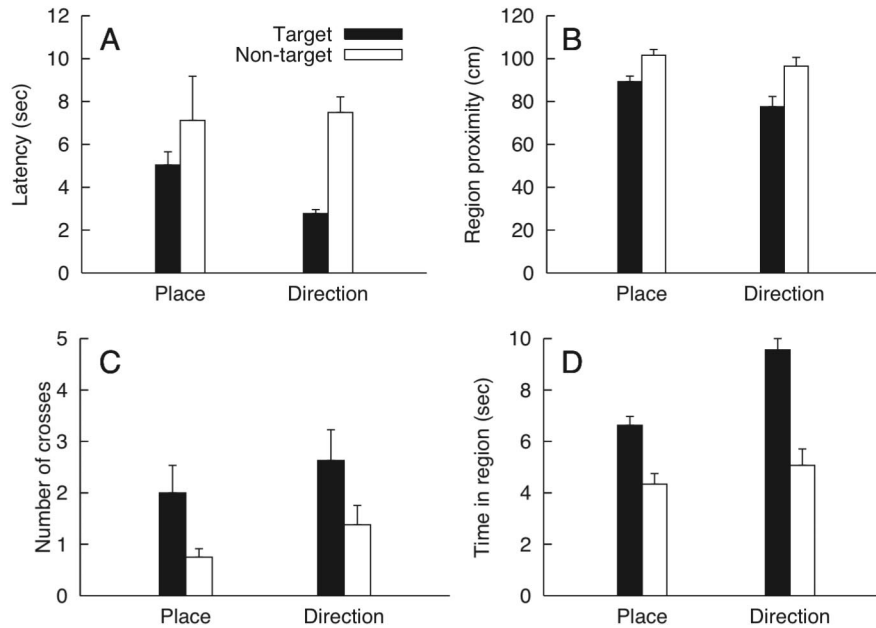 A
Target
Non-target
Latency (sec)
12
10
8
6
4
2
0
Place Direction
B
Region proximity (cm)
120
100
80
60
40
20
0
Place Direction
C
Number of crosses
5
4
3
2
1
0
Place Direction
D
Time in region (sec)
10
8
6
4
2
0
Place Direction